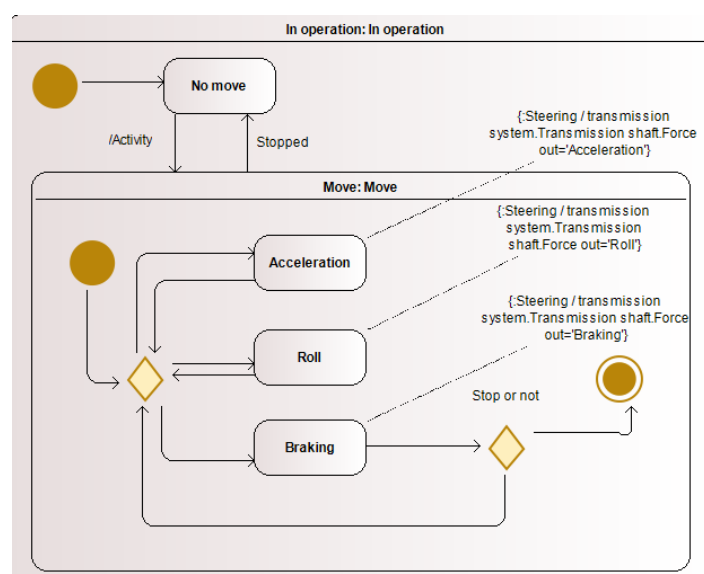 In operation: In operation
No move
/Activity
Stopped
{:Steering / transmission
system.Transmission shaft.Force
out='Acceleration'}
Move: Move
{:Steering / transmission
system.Transmission
shaft.Force out='Roll'}
Acceleration
{:Steering / transmission
system.Transmission shaft.Force
out='Braking'}
Roll
Stop or not
Braking